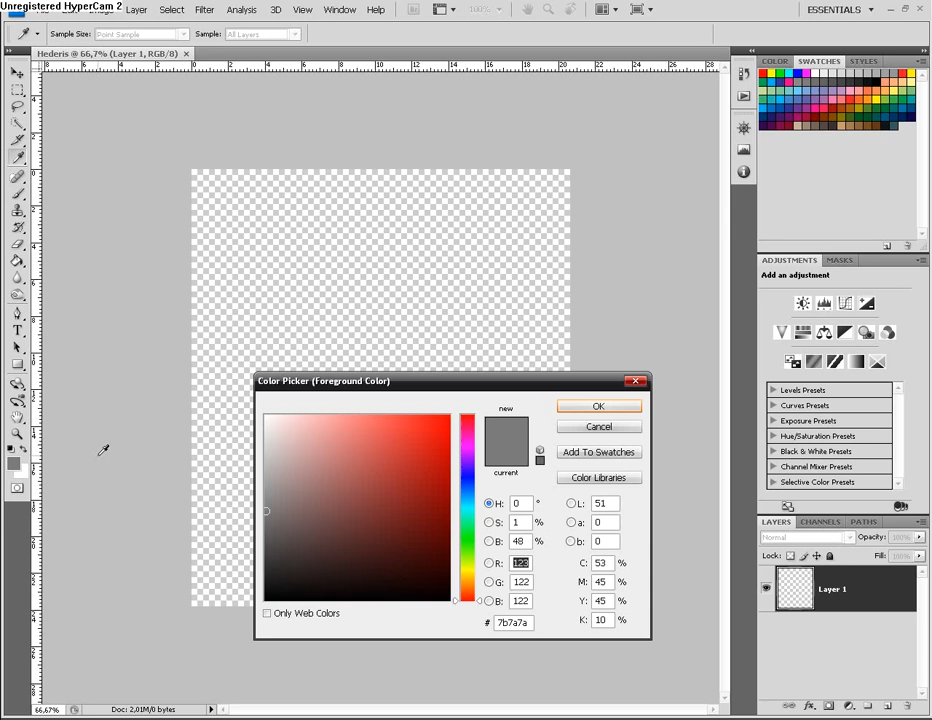 Unregistered HyperCam 2
Layer Select Filter Analysis 3D View Window Help 100% ESSENTIALS
Sample Size: Point Sample Sample: All Layers
Hederis @ 66,7% (Layer 1, RGB/8)
COLOR SWATCHES STYLES
ADJUSTMENTS MASKS
Add an adjustment
Levels Presets
Curves Presets
Exposure Presets
Hue/Saturation Presets
Black & White Presets
Channel Mixer Presets
Selective Color Presets
Color Picker (Foreground Color)
new
current
OK
Cancel
Add To Swatches
Color Libraries
H: 0 ° L: 51
S: 1 % a: 0
B: 48 % b: 0
R: 123 C: 53 %
G: 122 M: 45 %
B: 122 Y: 45 %
# 7b7a7a K: 10 %
Only Web Colors
LAYERS CHANNELS PATHS
Normal Opacity: 100%
Lock: Fill: 100%
Layer 1
66,67% Doc: 2,01M/0 bytes